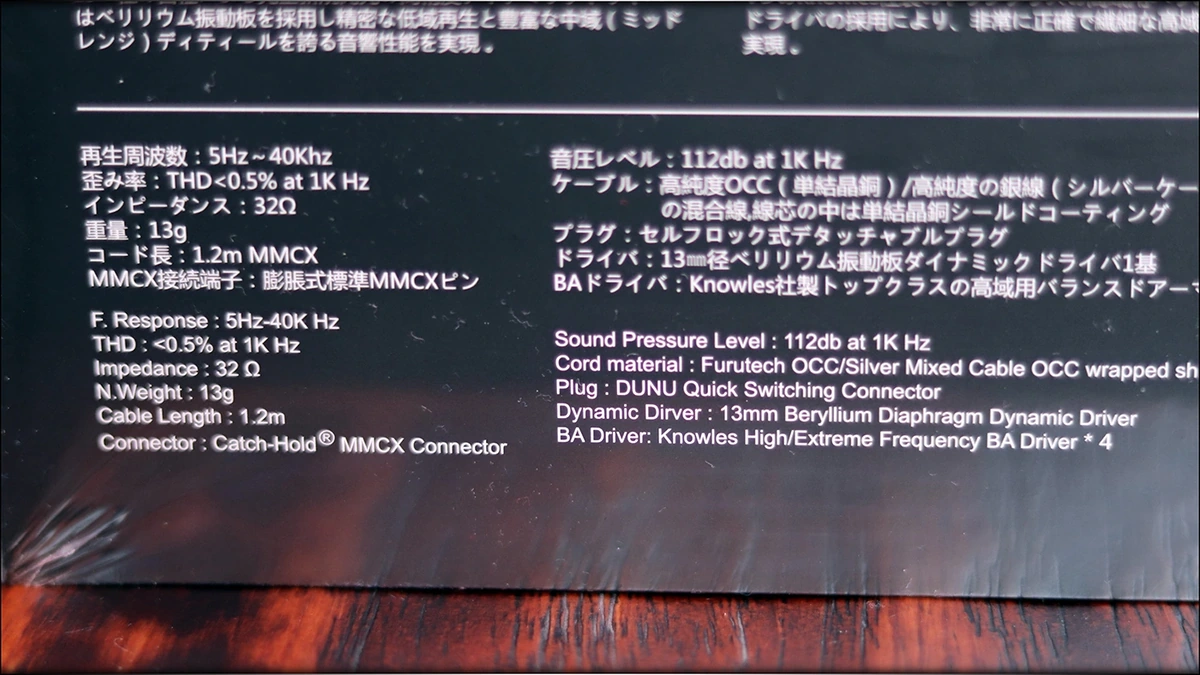 はベリリウム振動板を採用し精密な低域再生と豊富な中域（ミッド
レンジ）ディティールを誇る音響性能を実現。
ドライバの採用により、非常に正確で繊細な高域
実現。
再生周波数：5Hz～40Khz
歪み率：THD<0.5% at 1K Hz
インピーダンス：32Ω
重量：13g
コード長：1.2m MMCX
MMCX接続端子：膨脹式標準MMCXピン
音圧レベル：112db at 1K Hz
ケーブル：高純度OCC（単結晶銅）/高純度の銀線（シルバーケー
の混合線,線芯の中は単結晶銅シールドコーティング
プラグ：セルフロック式デタッチャブルプラグ
ドライバ：13㎜径ベリリウム振動板ダイナミックドライバ1基
BAドライバ：Knowles社製トップクラスの高域用バランスドアーマ
F. Response : 5Hz-40K Hz
THD : <0.5% at 1K Hz
Impedance : 32 Ω
N.Weight : 13g
Cable Length : 1.2m
Connector : Catch-Hold® MMCX Connector
Sound Pressure Level : 112db at 1K Hz
Cord material : Furutech OCC/Silver Mixed Cable OCC wrapped sh
Plug : DUNU Quick Switching Connector
Dynamic Dirver : 13mm Beryllium Diaphragm Dynamic Driver
BA Driver: Knowles High/Extreme Frequency BA Driver * 4